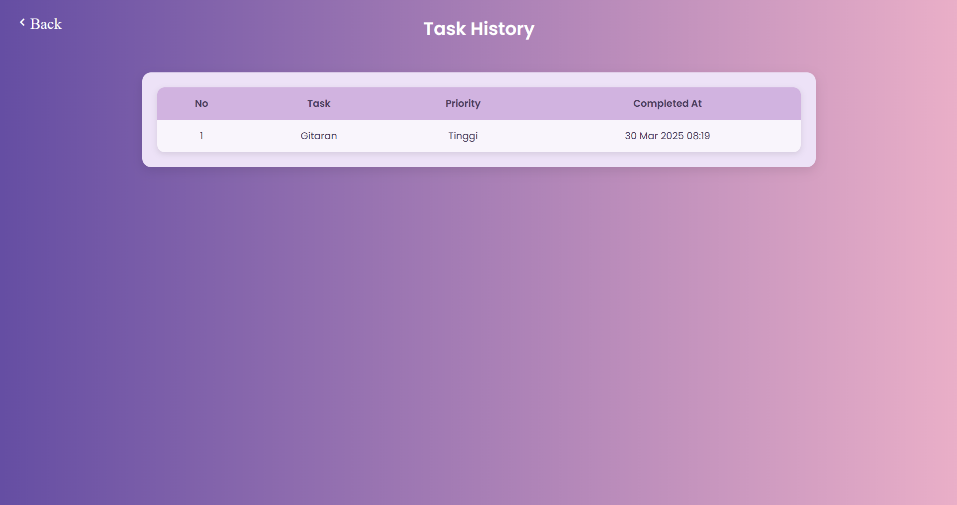 Back
Task History
No Task Priority Completed At
1 Gitaran Tinggi 30 Mar 2025 08:19